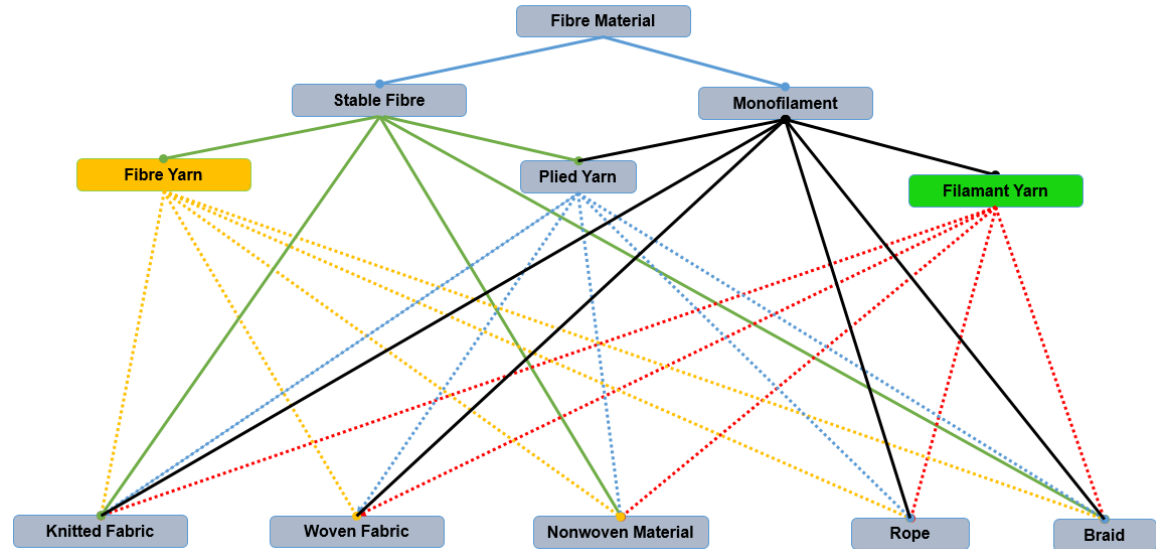 Fibre Material
Stable Fibre
Monofilament
Fibre Yarn
Plied Yarn
Filamant Yarn
Knitted Fabric
Woven Fabric
Nonwoven Material
Rope
Braid